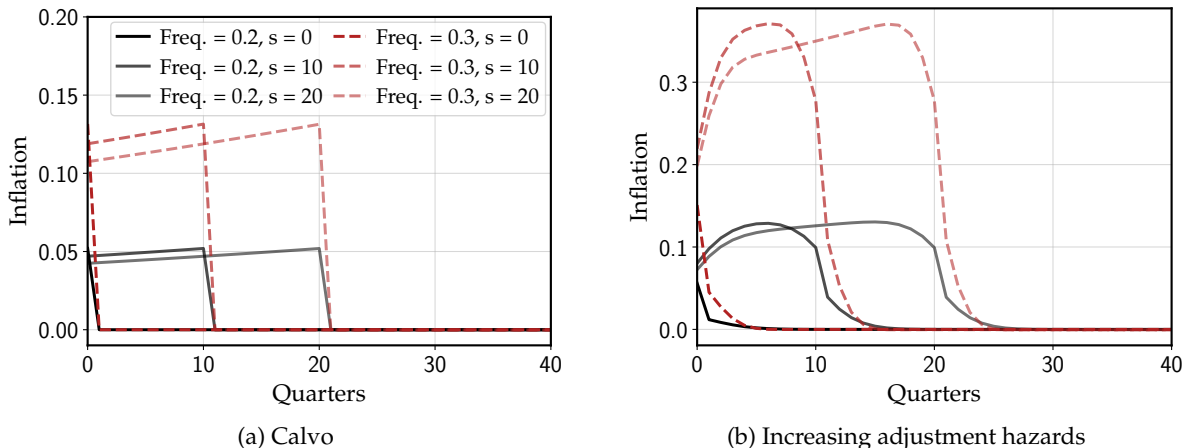 0.20
0.15
0.10
0.05
0.00
Inflation
Freq. = 0.2, s = 0
Freq. = 0.2, s = 10
Freq. = 0.2, s = 20
Freq. = 0.3, s = 0
Freq. = 0.3, s = 10
Freq. = 0.3, s = 20
0 10 20 30 40
Quarters
(a) Calvo
0.3
0.2
0.1
0.0
Inflation
0 10 20 30 40
Quarters
(b) Increasing adjustment hazards